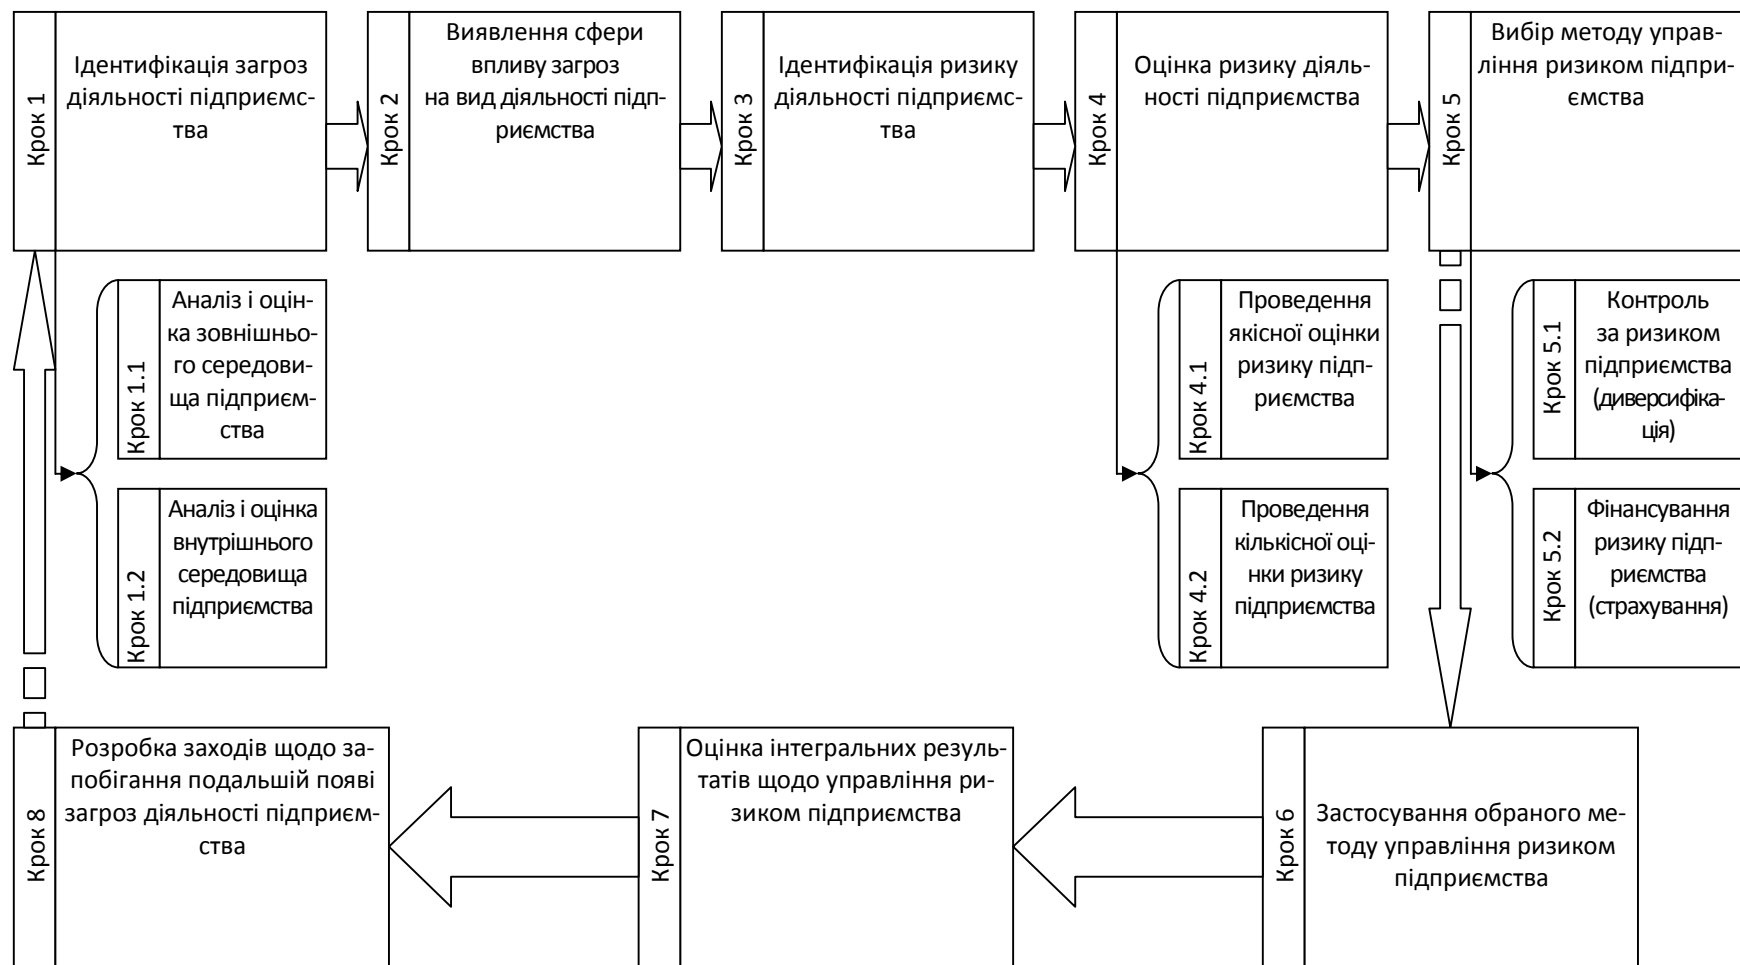 Крок 1
Ідентифікація загроз
діяльності підприємс-
тва
Крок 2
Виявлення сфери
впливу загроз
на вид діяльності підп-
риємства
Крок 3
Ідентифікація ризику
діяльності підприємс-
тва
Крок 4
Оцінка ризику діяль-
ності підприємства
Крок 5
Вибір методу управ-
ління ризиком підпри-
ємства
Крок 1.1
Аналіз і оцін-
ка зовнішньо-
го середови-
ща підприєм-
ства
Крок 1.2
Аналіз і оцінка
внутрішнього
середовища
підприємства
Крок 4.1
Проведення
якісної оцінки
ризику підп-
риємства
Крок 4.2
Проведення
кількісної оці-
нки ризику
підприємства
Крок 5.1
Контроль
за ризиком
підприємства
(диверсифіка-
ція)
Крок 5.2
Фінансування
ризику підп-
риємства
(страхування)
Крок 6
Застосування обраного ме-
тоду управління ризиком
підприємства
Крок 7
Оцінка інтегральних резуль-
татів щодо управління ри-
зиком підприємства
Крок 8
Розробка заходів щодо за-
побігання подальшій появі
загроз діяльності підприєм-
ства